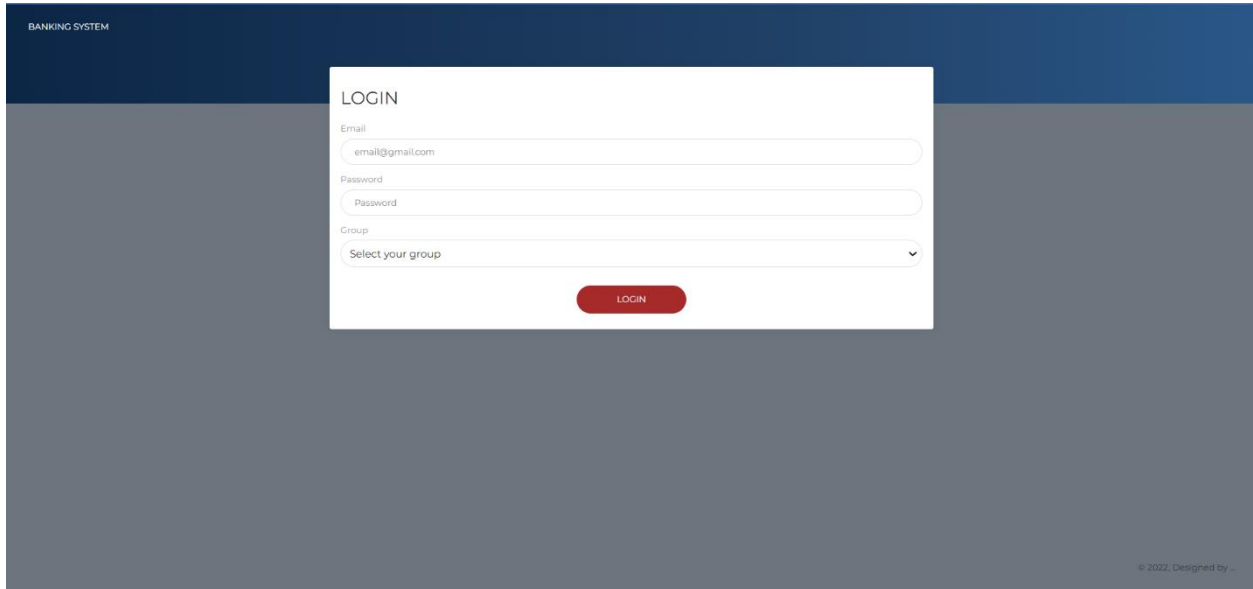 BANKING SYSTEM
LOGIN
Email
email@gmail.com
Password
Password
Group
Select your group
LOGIN
© 2022, Designed by ...